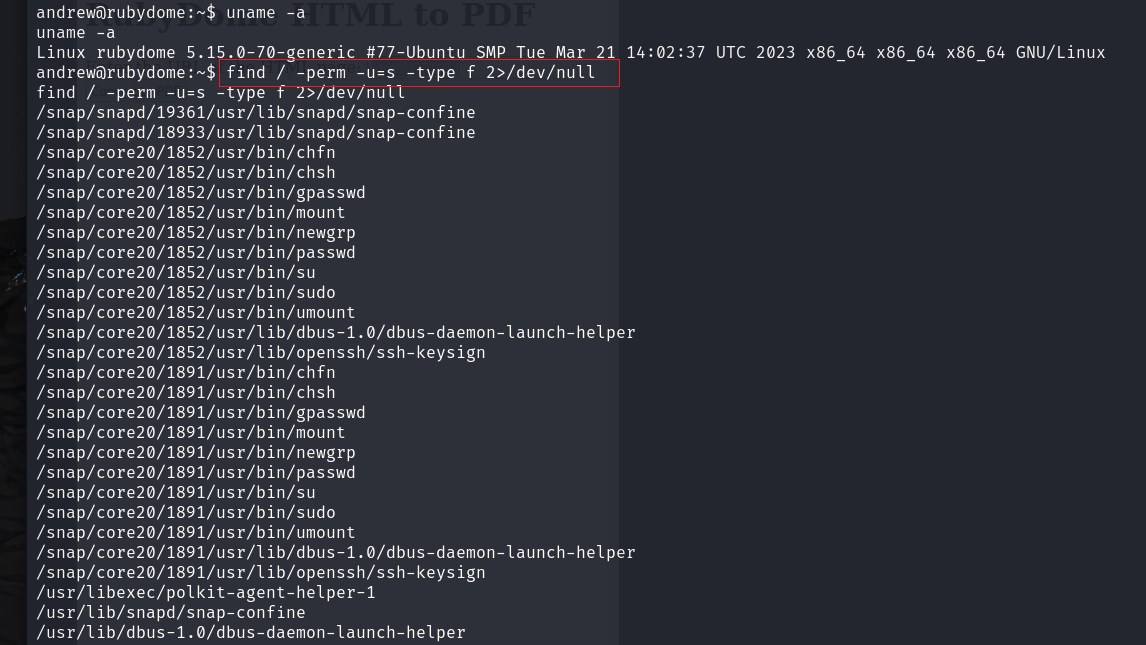 RubyDome HTML to PDF
andrew@rubydome:~$ uname -a
uname -a
Linux rubydome 5.15.0-70-generic #77-Ubuntu SMP Tue Mar 21 14:02:37 UTC 2023 x86_64 x86_64 x86_64 GNU/Linux
andrew@rubydome:~$ find / -perm -u=s -type f 2>/dev/null
find / -perm -u=s -type f 2>/dev/null
/snap/snapd/19361/usr/lib/snapd/snap-confine
/snap/snapd/18933/usr/lib/snapd/snap-confine
/snap/core20/1852/usr/bin/chfn
/snap/core20/1852/usr/bin/chsh
/snap/core20/1852/usr/bin/gpasswd
/snap/core20/1852/usr/bin/mount
/snap/core20/1852/usr/bin/newgrp
/snap/core20/1852/usr/bin/passwd
/snap/core20/1852/usr/bin/su
/snap/core20/1852/usr/bin/sudo
/snap/core20/1852/usr/bin/umount
/snap/core20/1852/usr/lib/dbus-1.0/dbus-daemon-launch-helper
/snap/core20/1852/usr/lib/openssh/ssh-keysign
/snap/core20/1891/usr/bin/chfn
/snap/core20/1891/usr/bin/chsh
/snap/core20/1891/usr/bin/gpasswd
/snap/core20/1891/usr/bin/mount
/snap/core20/1891/usr/bin/newgrp
/snap/core20/1891/usr/bin/passwd
/snap/core20/1891/usr/bin/su
/snap/core20/1891/usr/bin/sudo
/snap/core20/1891/usr/bin/umount
/snap/core20/1891/usr/lib/dbus-1.0/dbus-daemon-launch-helper
/snap/core20/1891/usr/lib/openssh/ssh-keysign
/usr/libexec/polkit-agent-helper-1
/usr/lib/snapd/snap-confine
/usr/lib/dbus-1.0/dbus-daemon-launch-helper